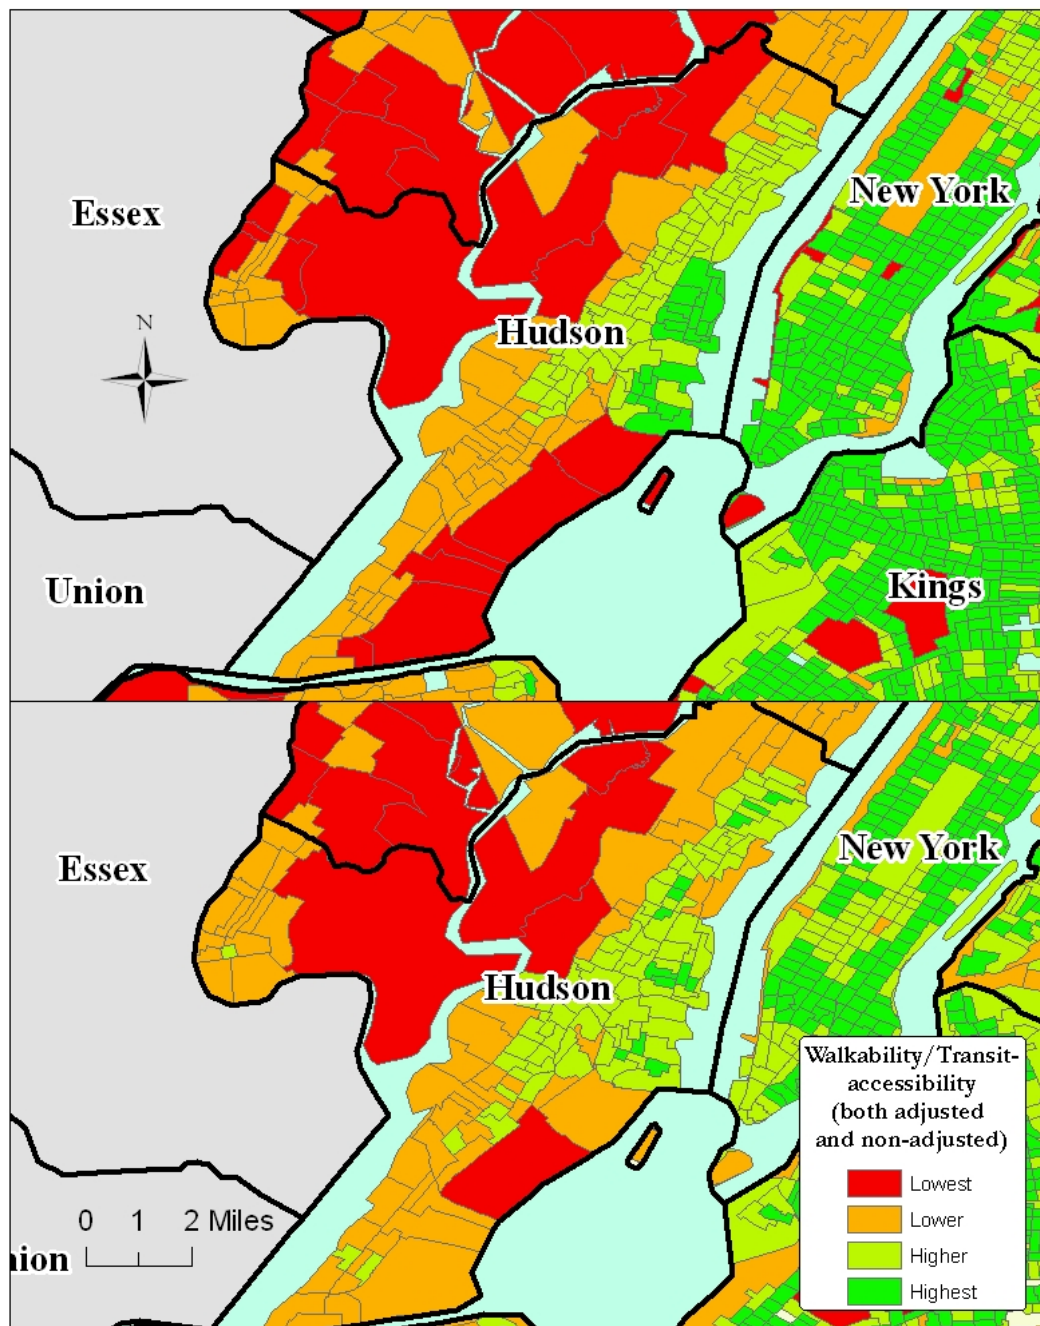 New York
Essex
N
Hudson
Union
Kings
New York
Essex
Hudson
Walkability/Transit-
accessibility
(both adjusted
and non-adjusted)
Lowest
Lower
Higher
Highest
0 1 2 Miles
nion